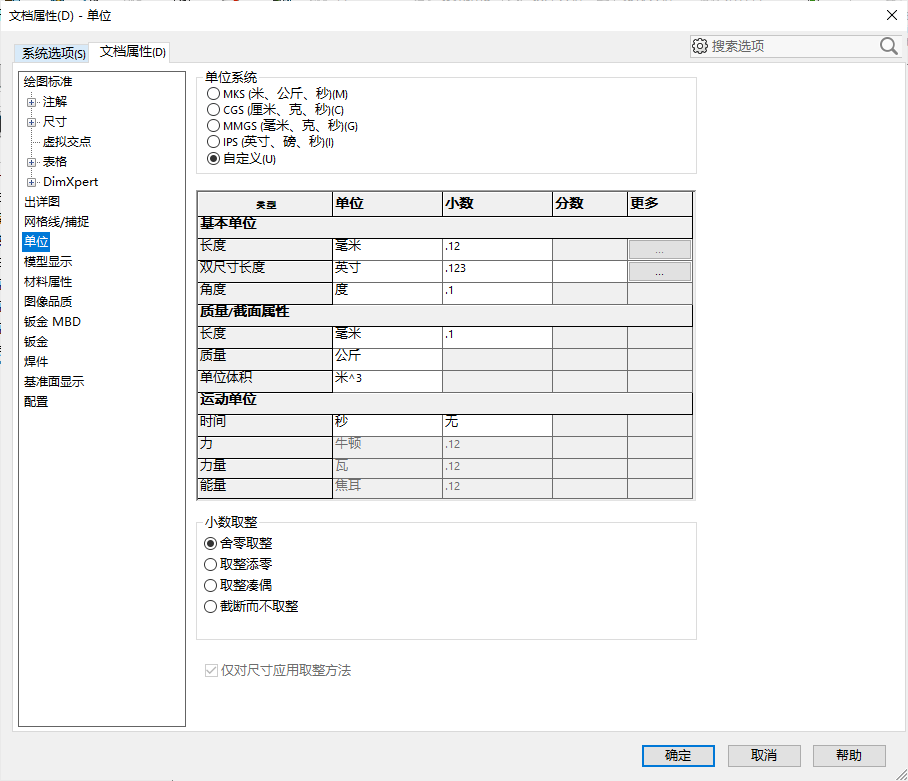 文档属性(D) - 单位
系统选项(S)
文档属性(D)
搜索选项
绘图标准
注解
尺寸
虚拟交点
表格
DimXpert
出详图
网格线/捕捉
单位
模型显示
材料属性
图像品质
钣金 MBD
钣金
焊件
基准面显示
配置
单位系统
MKS (米、公斤、秒)(M)
CGS (厘米、克、秒)(C)
MMGS (毫米、克、秒)(G)
IPS (英寸、磅、秒)(I)
自定义(U)
类型 单位 小数 分数 更多
基本单位
长度 毫米 .12 ...
双尺寸长度 英寸 .123 ...
角度 度 .1
质量/截面属性
长度 毫米 .1
质量 公斤
单位体积 米^3
运动单位
时间 秒 无
力 牛顿 .12
力量 瓦 .12
能量 焦耳 .12
小数取整
舍零取整
取整添零
取整凑偶
截断而不取整
仅对尺寸应用取整方法
确定 取消 帮助